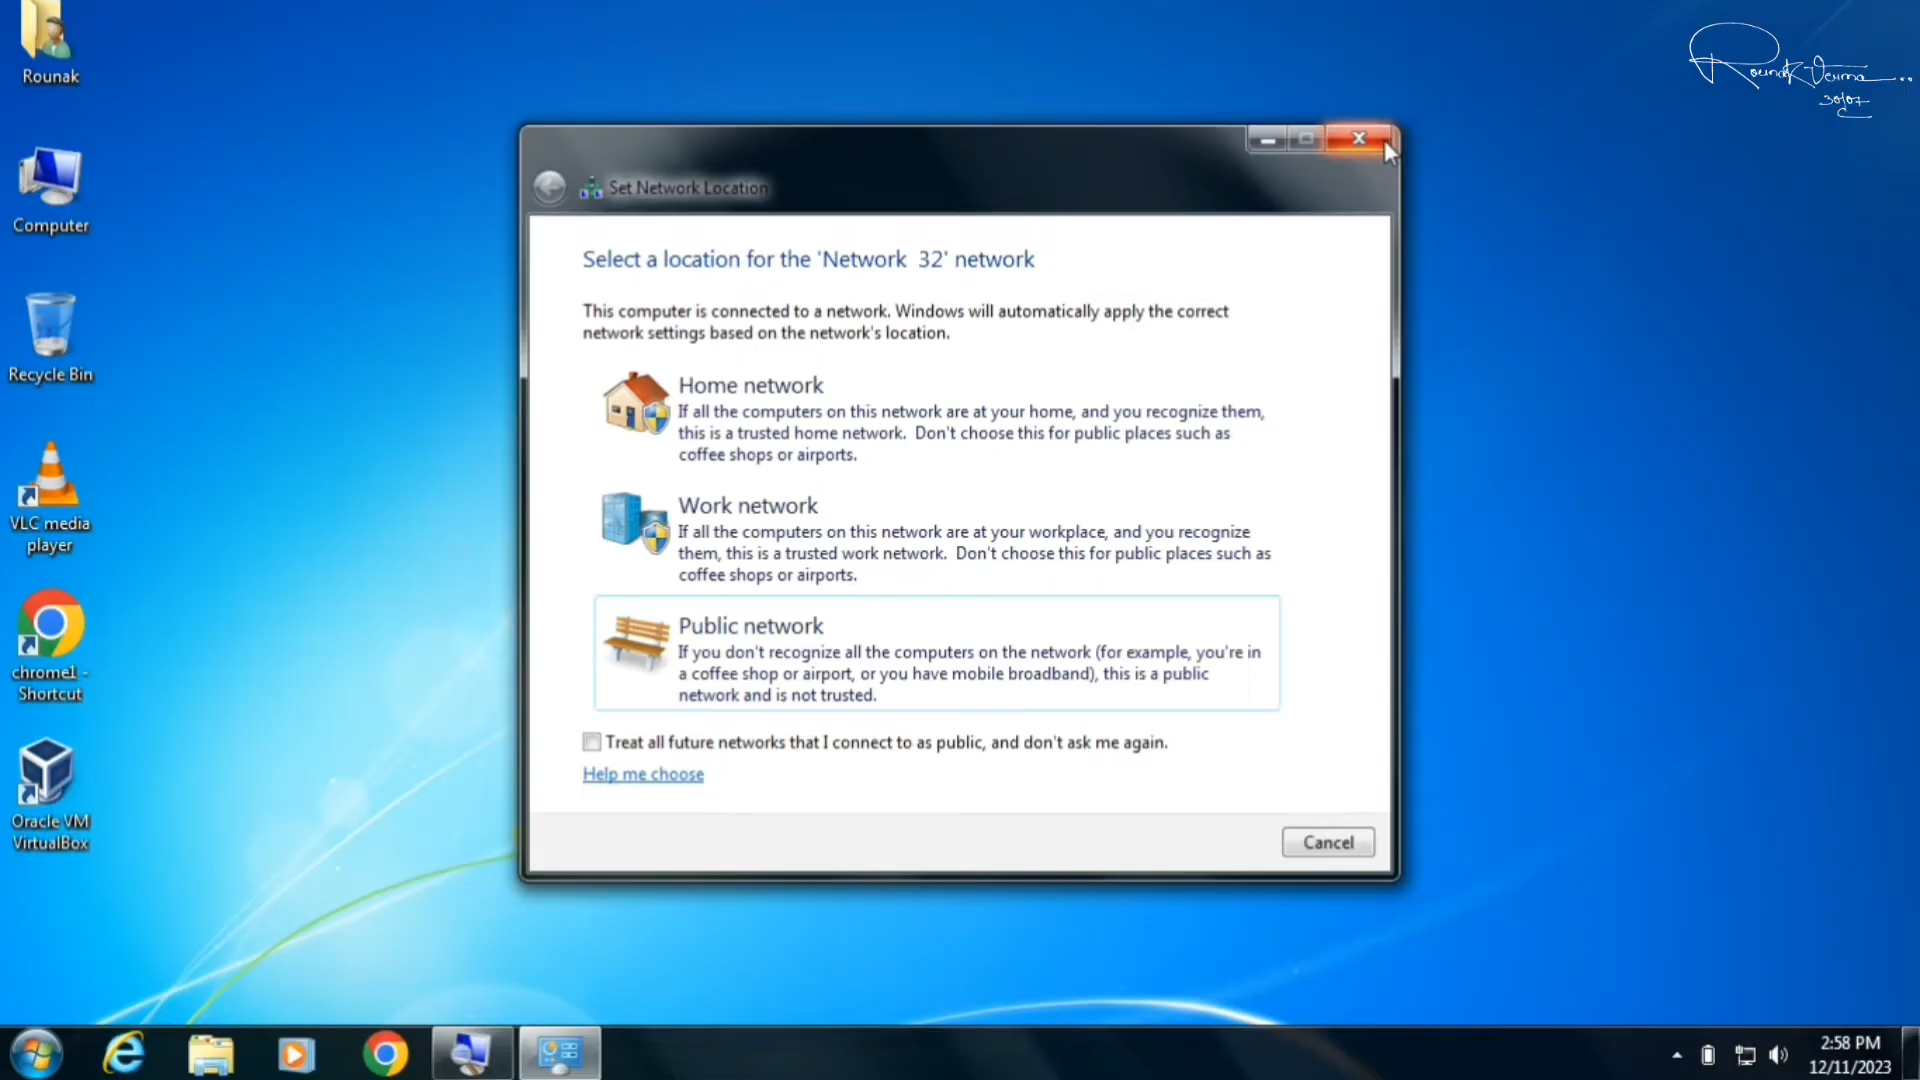 Rounak
Rounak Verma
30/07
Computer
Recycle Bin
VLC media
player
chrome1 -
Shortcut
Oracle VM
VirtualBox
Set Network Location
Select a location for the 'Network  32' network
This computer is connected to a network. Windows will automatically apply the correct
network settings based on the network's location.
Home network
If all the computers on this network are at your home, and you recognize them,
this is a trusted home network.  Don't choose this for public places such as
coffee shops or airports.
Work network
If all the computers on this network are at your workplace, and you recognize
them, this is a trusted work network.  Don't choose this for public places such as
coffee shops or airports.
Public network
If you don't recognize all the computers on the network (for example, you're in
a coffee shop or airport, or you have mobile broadband), this is a public
network and is not trusted.
Treat all future networks that I connect to as public, and don't ask me again.
Help me choose
Cancel
2:58 PM
12/11/2023